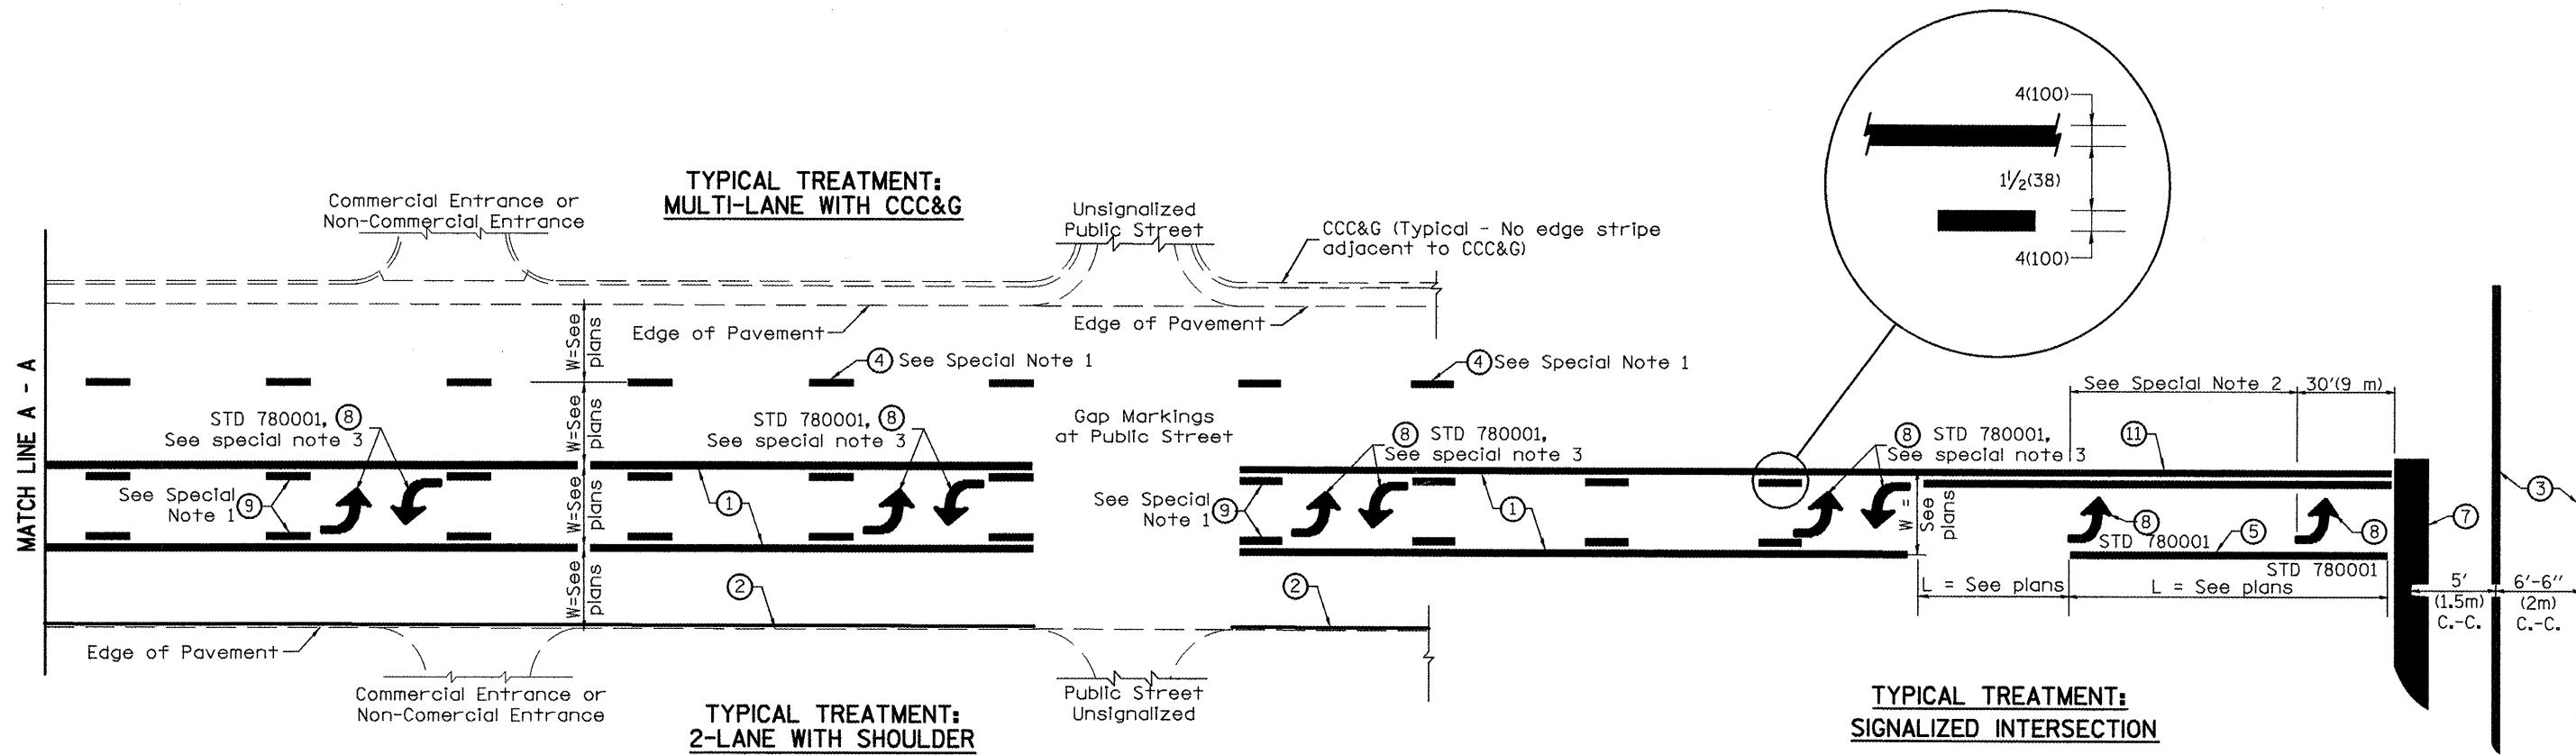 TYPICAL TREATMENT:
MULTI-LANE WITH CCC&G
Commercial Entrance or
Non-Commercial Entrance
Unsignalized
Public Street
CCC&G (Typical - No edge stripe
adjacent to CCC&G)
4(100)
1½(38)
4(100)
MATCH LINE A - A
Edge of Pavement
Edge of Pavement
W=See
plans
W=See
plans
W=See
plans
W=See
plans
4 See Special Note 1
4 See Special Note 1
STD 780001, 8
See special note 3
STD 780001, 8
See special note 3
Gap Markings
at Public Street
8 STD 780001,
See special note 3
8 STD 780001,
See special note 3
See Special Note 2
30'(9 m)
11
See Special
Note 1
9
1
See Special
Note 1
9
1
W =
See
plans
8
STD 780001
5
8
7
3
STD 780001
2
2
L = See plans
L = See plans
5'
(1.5m)
C.-C.
6'-6"
(2m)
C.-C.
Edge of Pavement
Commercial Entrance or
Non-Comercial Entrance
Public Street
Unsignalized
TYPICAL TREATMENT:
2-LANE WITH SHOULDER
TYPICAL TREATMENT:
SIGNALIZED INTERSECTION